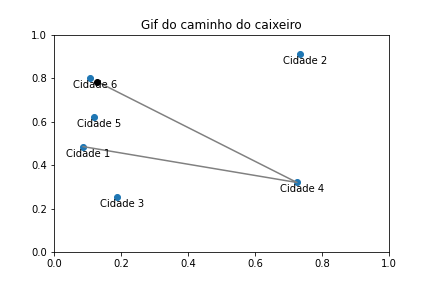 Gif do caminho do caixeiro
1.0
0.8
0.6
0.4
0.2
0.0
Cidade 2
Cidade 6
Cidade 5
Cidade 1
Cidade 4
Cidade 3
0.0 0.2 0.4 0.6 0.8 1.0